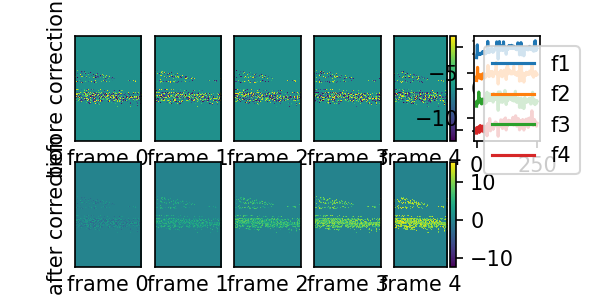 before correction
frame 0
frame 1
frame 2
frame 3
frame 4
−5
−10
0
250
f1
f2
f3
f4
after correction
frame 0
frame 1
frame 2
frame 3
frame 4
10
0
−10